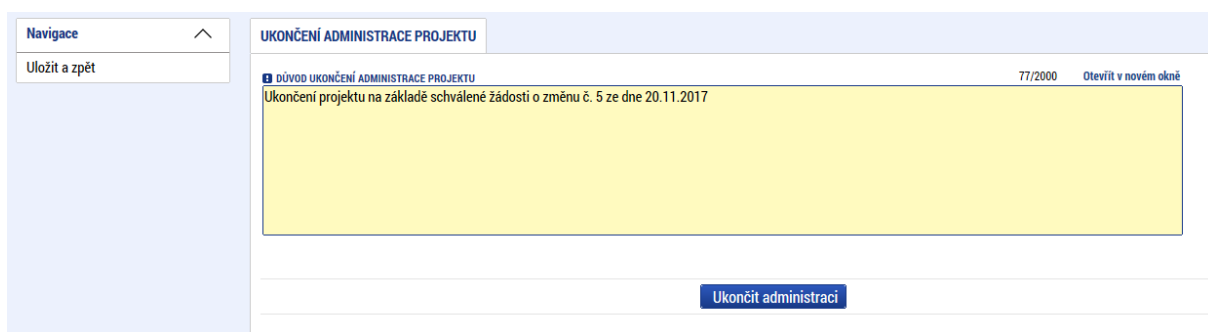 Navigace
Uložit a zpět
UKONČENÍ ADMINISTRACE PROJEKTU
DŮVOD UKONČENÍ ADMINISTRACE PROJEKTU 77/2000 Otevřít v novém okně
Ukončení projektu na základě schválené žádosti o změnu č. 5 ze dne 20.11.2017
Ukončit administraci